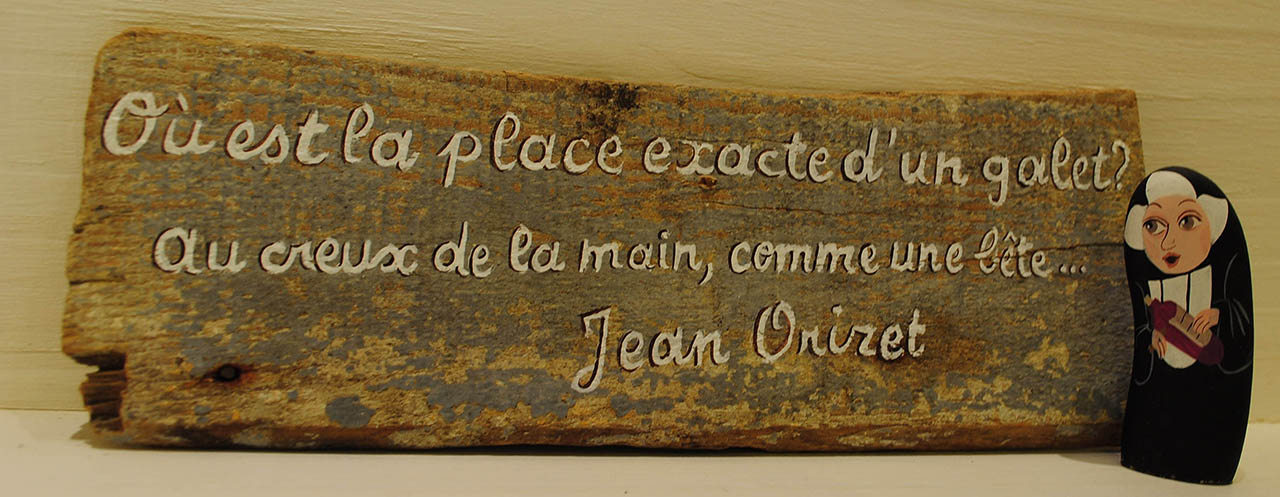 Où est la place exacte d'un galet?
au creux de la main, comme une bête...
Jean Orizet